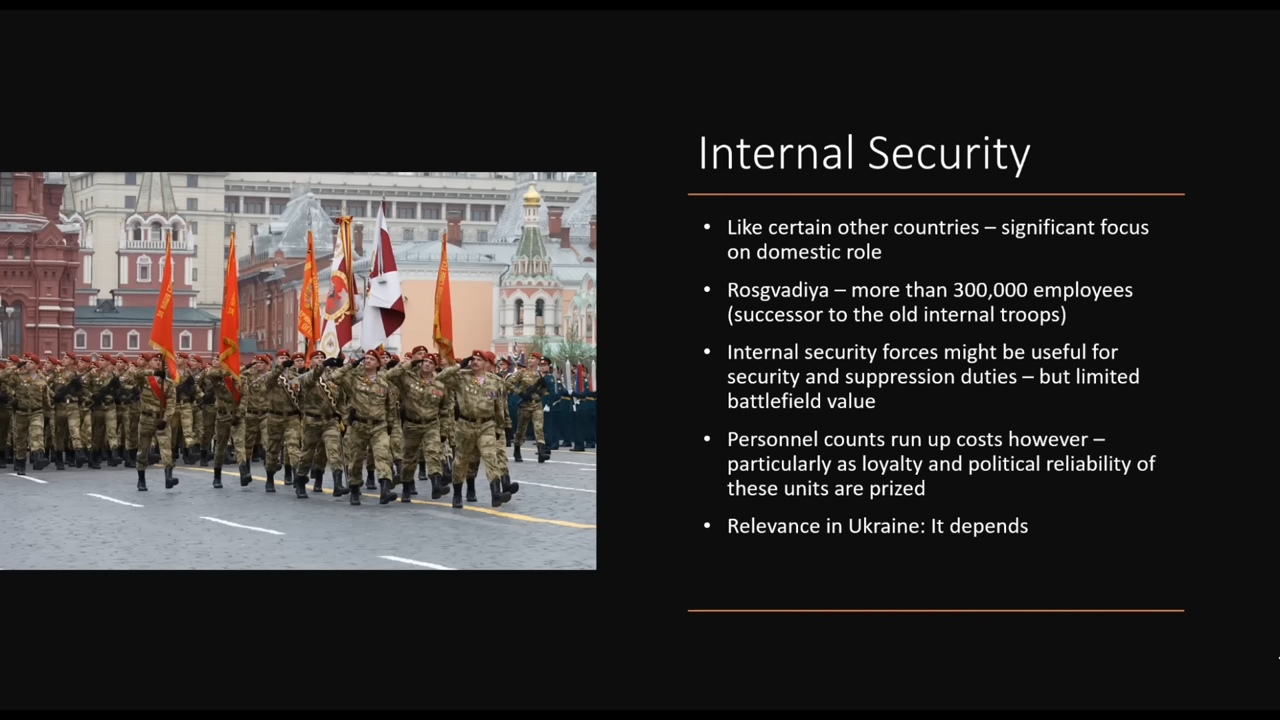 Internal Security
• Like certain other countries – significant focus
on domestic role
• Rosgvadiya – more than 300,000 employees
(successor to the old internal troops)
• Internal security forces might be useful for
security and suppression duties – but limited
battlefield value
• Personnel counts run up costs however –
particularly as loyalty and political reliability of
these units are prized
• Relevance in Ukraine: It depends